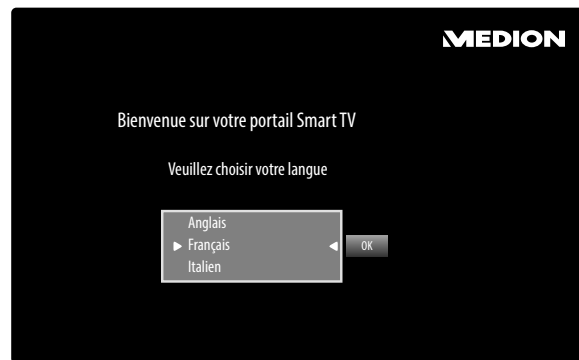 MEDION
Bienvenue sur votre portail Smart TV
Veuillez choisir votre langue
Anglais
Français
OK
Italien